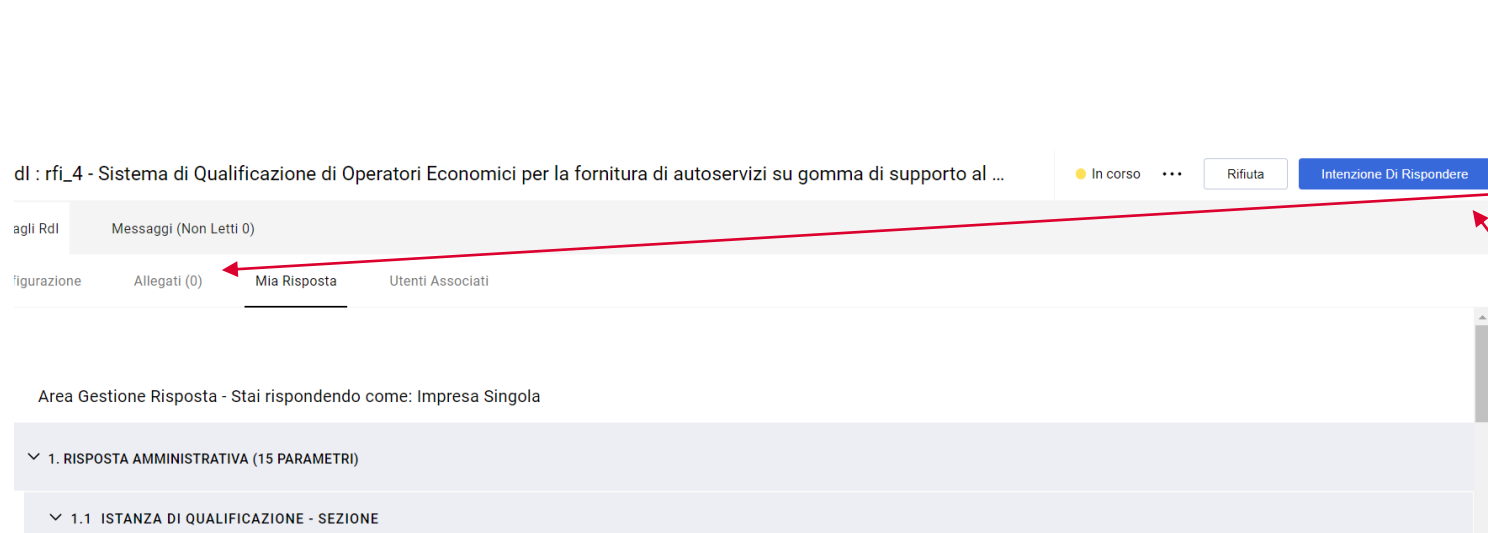 dI : rfi_4 - Sistema di Qualificazione di Operatori Economici per la fornitura di autoservizi su gomma di supporto al ...
In corso ••• Rifiuta Intenzione Di Rispondere
agli RdI Messaggi (Non Letti 0)
figurazione Allegati (0) Mia Risposta Utenti Associati
Area Gestione Risposta - Stai rispondendo come: Impresa Singola
1. RISPOSTA AMMINISTRATIVA (15 PARAMETRI)
1.1 ISTANZA DI QUALIFICAZIONE - SEZIONE